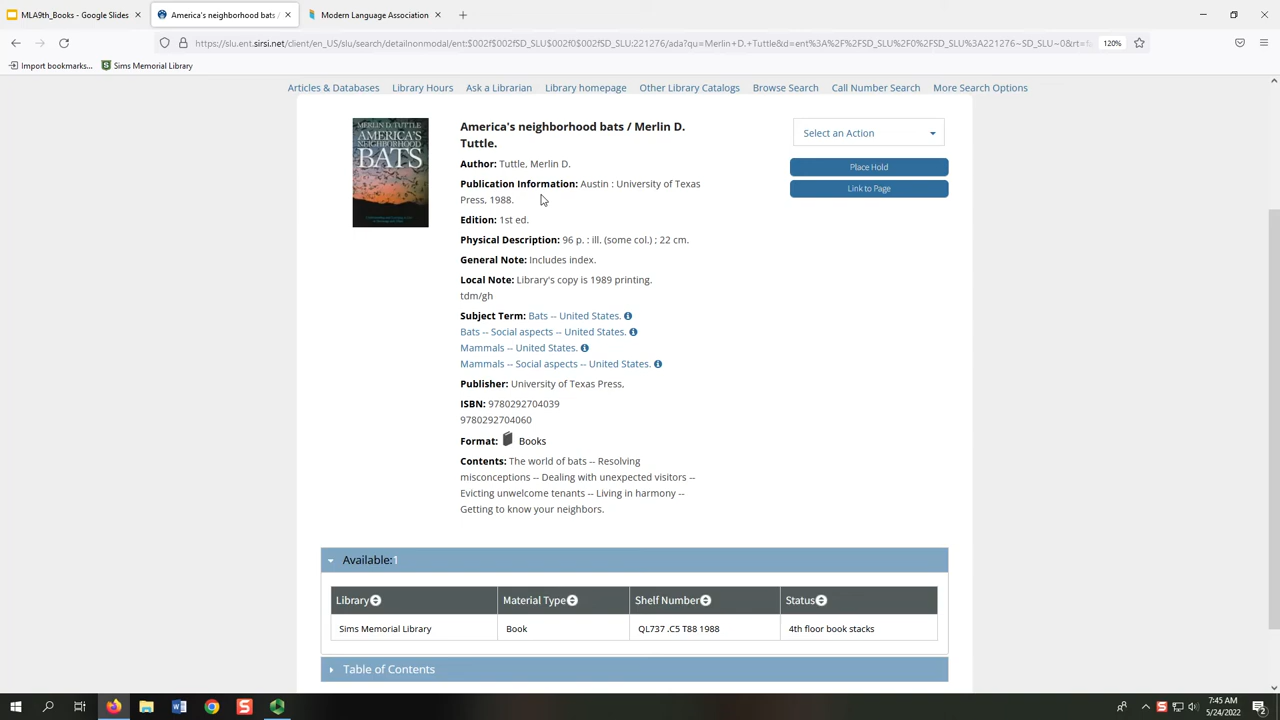 MLA9th_Books - Google Slides
America's neighborhood bats /
Modern Language Association
https://slu.ent.sirsi.net/client/en_US/slu/search/detailnonmodal/ent:$002f$002fSD_SLU$002f0$002fSD_SLU:221276/ada?qu=Merlin+D.+Tuttle&d=ent%3A%2F%2FSD_SLU%2F0%2FSD_SLU%3A221276~SD_SLU~0&rt=f
120%
Import bookmarks...
Sims Memorial Library
Articles & Databases
Library Hours
Ask a Librarian
Library homepage
Other Library Catalogs
Browse Search
Call Number Search
More Search Options
MERLIN D. TUTTLE
AMERICA'S
NEIGHBORHOOD
BATS
America's neighborhood bats / Merlin D.
Tuttle.
Author: Tuttle, Merlin D.
Publication Information: Austin : University of Texas
Press, 1988.
Edition: 1st ed.
Physical Description: 96 p. : ill. (some col.) ; 22 cm.
General Note: Includes index.
Local Note: Library's copy is 1989 printing.
tdm/gh
Subject Term: Bats -- United States.
Bats -- Social aspects -- United States.
Mammals -- United States.
Mammals -- Social aspects -- United States.
Publisher: University of Texas Press,
ISBN: 9780292704039
9780292704060
Format: Books
Contents: The world of bats -- Resolving
misconceptions -- Dealing with unexpected visitors --
Evicting unwelcome tenants -- Living in harmony --
Getting to know your neighbors.
Select an Action
Place Hold
Link to Page
Available:1
Library
Material Type
Shelf Number
Status
Sims Memorial Library
Book
QL737 .C5 T88 1988
4th floor book stacks
Table of Contents
7:45 AM
5/24/2022
2